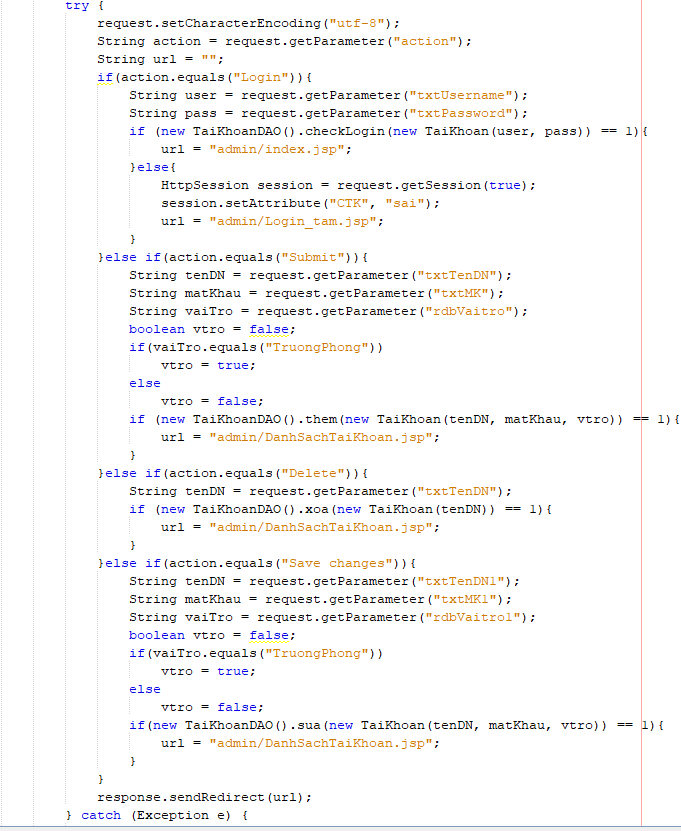 try {
request.setCharacterEncoding("utf-8");
String action = request.getParameter("action");
String url = "";
if(action.equals("Login")){
String user = request.getParameter("txtUsername");
String pass = request.getParameter("txtPassword");
if (new TaiKhoanDAO().checkLogin(new TaiKhoan(user, pass)) == 1){
url = "admin/index.jsp";
}else{
HttpSession session = request.getSession(true);
session.setAttribute("CTK", "sai");
url = "admin/Login_tam.jsp";
}
}else if(action.equals("Submit")){
String tenDN = request.getParameter("txtTenDN");
String matKhau = request.getParameter("txtMK");
String vaiTro = request.getParameter("rdbVaitro");
boolean vtro = false;
if(vaiTro.equals("TruongPhong"))
vtro = true;
else
vtro = false;
if (new TaiKhoanDAO().them(new TaiKhoan(tenDN, matKhau, vtro)) == 1){
url = "admin/DanhSachTaiKhoan.jsp";
}
}else if(action.equals("Delete")){
String tenDN = request.getParameter("txtTenDN");
if (new TaiKhoanDAO().xoa(new TaiKhoan(tenDN)) == 1){
url = "admin/DanhSachTaiKhoan.jsp";
}
}else if(action.equals("Save changes")){
String tenDN = request.getParameter("txtTenDN1");
String matKhau = request.getParameter("txtMK1");
String vaiTro = request.getParameter("rdbVaitro1");
boolean vtro = false;
if(vaiTro.equals("TruongPhong"))
vtro = true;
else
vtro = false;
if(new TaiKhoanDAO().sua(new TaiKhoan(tenDN, matKhau, vtro)) == 1){
url = "admin/DanhSachTaiKhoan.jsp";
}
}
response.sendRedirect(url);
} catch (Exception e) {